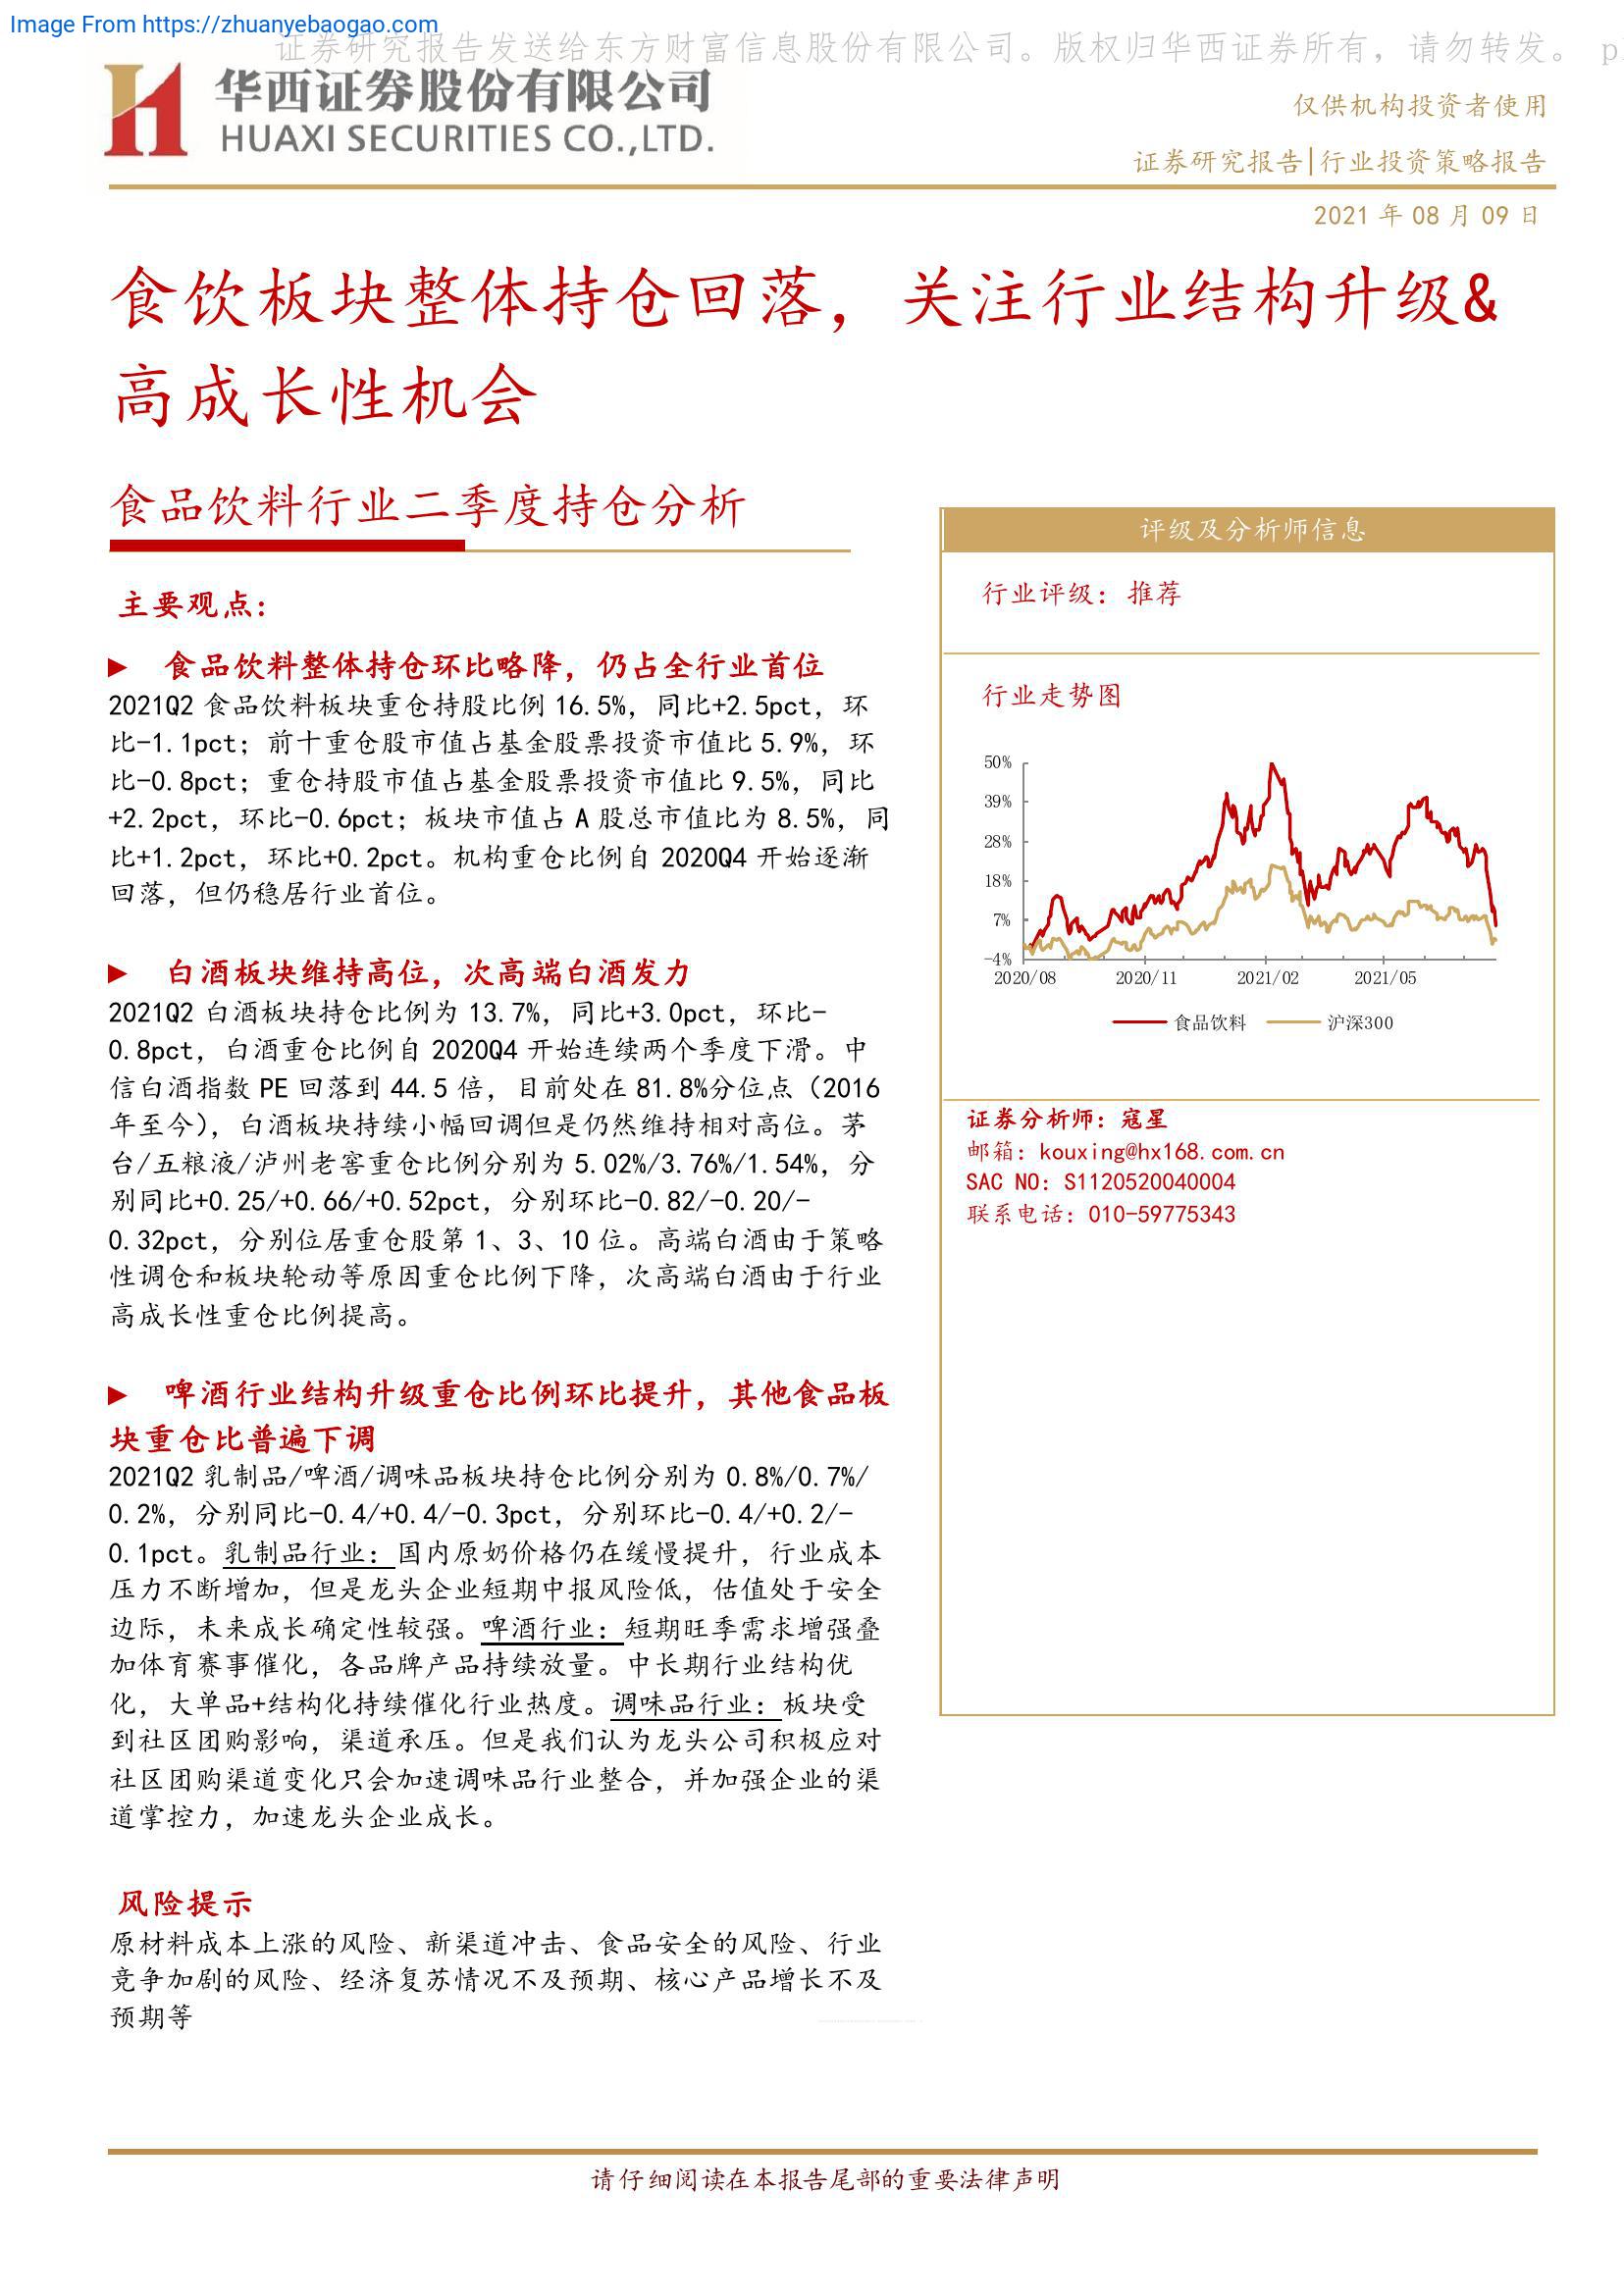 Image From https://zhuanyebaogao.com
证券研究报告发送给东方财富信息股份有限公司。版权归华西证券所有，请勿转发。 p
华西证券股份有限公司
HUAXI SECURITIES CO.,LTD.
仅供机构投资者使用
证券研究报告|行业投资策略报告
2021 年 08 月 09 日
食饮板块整体持仓回落，关注行业结构升级&
高成长性机会
食品饮料行业二季度持仓分析
主要观点：
► 食品饮料整体持仓环比略降，仍占全行业首位
2021Q2 食品饮料板块重仓持股比例 16.5%，同比+2.5pct，环
比-1.1pct；前十重仓股市值占基金股票投资市值比 5.9%，环
比-0.8pct；重仓持股市值占基金股票投资市值比 9.5%，同比
+2.2pct，环比-0.6pct；板块市值占 A 股总市值比为 8.5%，同
比+1.2pct，环比+0.2pct。机构重仓比例自 2020Q4 开始逐渐
回落，但仍稳居行业首位。
► 白酒板块维持高位，次高端白酒发力
2021Q2 白酒板块持仓比例为 13.7%，同比+3.0pct，环比-
0.8pct，白酒重仓比例自 2020Q4 开始连续两个季度下滑。中
信白酒指数 PE 回落到 44.5 倍，目前处在 81.8%分位点（2016
年至今），白酒板块持续小幅回调但是仍然维持相对高位。茅
台/五粮液/泸州老窖重仓比例分别为 5.02%/3.76%/1.54%，分
别同比+0.25/+0.66/+0.52pct，分别环比-0.82/-0.20/-
0.32pct，分别位居重仓股第 1、3、10 位。高端白酒由于策略
性调仓和板块轮动等原因重仓比例下降，次高端白酒由于行业
高成长性重仓比例提高。
► 啤酒行业结构升级重仓比例环比提升，其他食品板
块重仓比普遍下调
2021Q2 乳制品/啤酒/调味品板块持仓比例分别为 0.8%/0.7%/
0.2%，分别同比-0.4/+0.4/-0.3pct，分别环比-0.4/+0.2/-
0.1pct。乳制品行业：国内原奶价格仍在缓慢提升，行业成本
压力不断增加，但是龙头企业短期中报风险低，估值处于安全
边际，未来成长确定性较强。啤酒行业：短期旺季需求增强叠
加体育赛事催化，各品牌产品持续放量。中长期行业结构优
化，大单品+结构化持续催化行业热度。调味品行业：板块受
到社区团购影响，渠道承压。但是我们认为龙头公司积极应对
社区团购渠道变化只会加速调味品行业整合，并加强企业的渠
道掌控力，加速龙头企业成长。
风险提示
原材料成本上涨的风险、新渠道冲击、食品安全的风险、行业
竞争加剧的风险、经济复苏情况不及预期、核心产品增长不及
预期等
评级及分析师信息
行业评级：推荐
行业走势图
50%
39%
28%
18%
7%
-4%
2020/08 2020/11 2021/02 2021/05
食品饮料 沪深300
证券分析师：寇星
邮箱：kouxing@hx168.com.cn
SAC NO：S1120520040004
联系电话：010-59775343
请仔细阅读在本报告尾部的重要法律声明